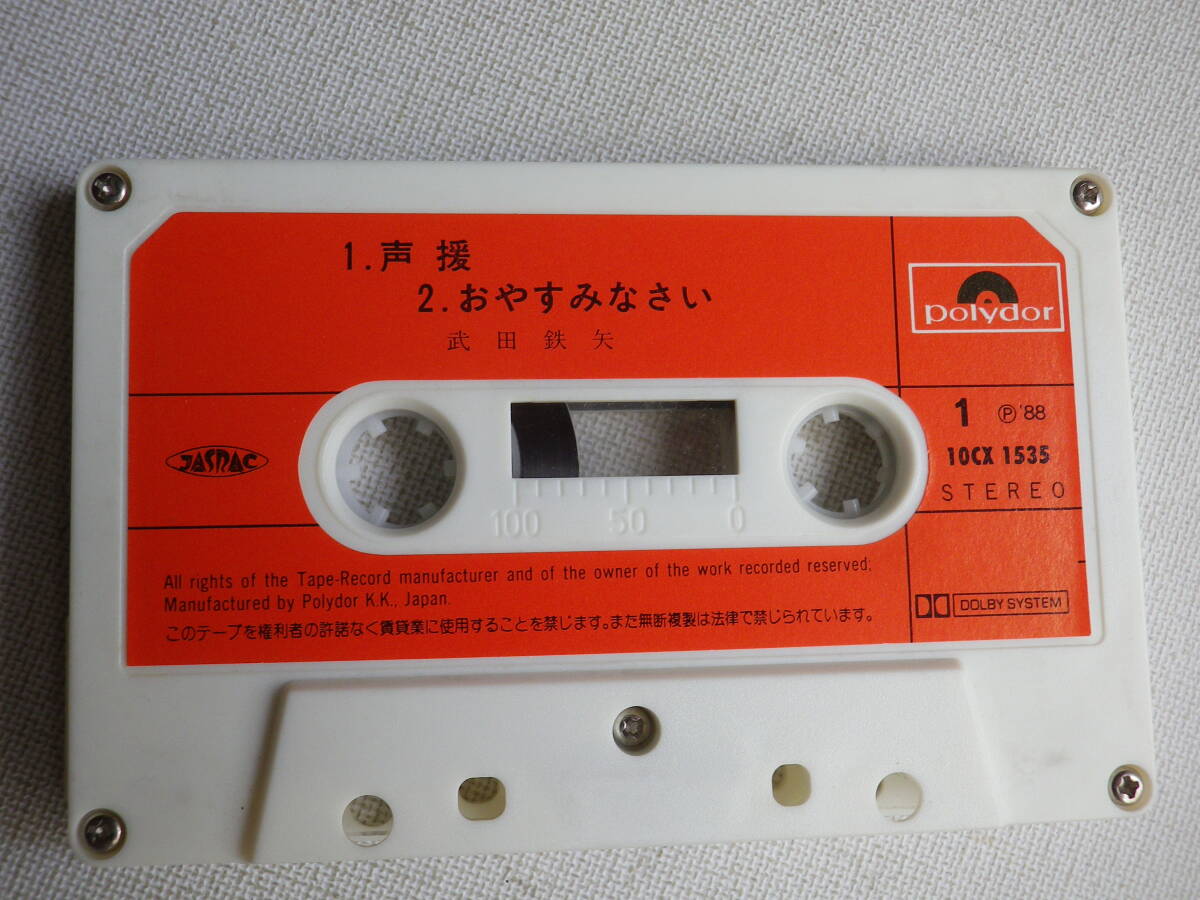 1.声 援
2.おやすみなさい
武 田 鉄 矢
polydor
1 Ⓟ '88
10CX 1535
STEREO
JASRAC
100 50 0
All rights of the Tape-Record manufacturer and of the owner of the work recorded reserved;
Manufactured by Polydor K.K., Japan.
このテープを権利者の許諾なく賃貸業に使用することを禁じます。また無断複製は法律で禁じられています。
DOLBY SYSTEM